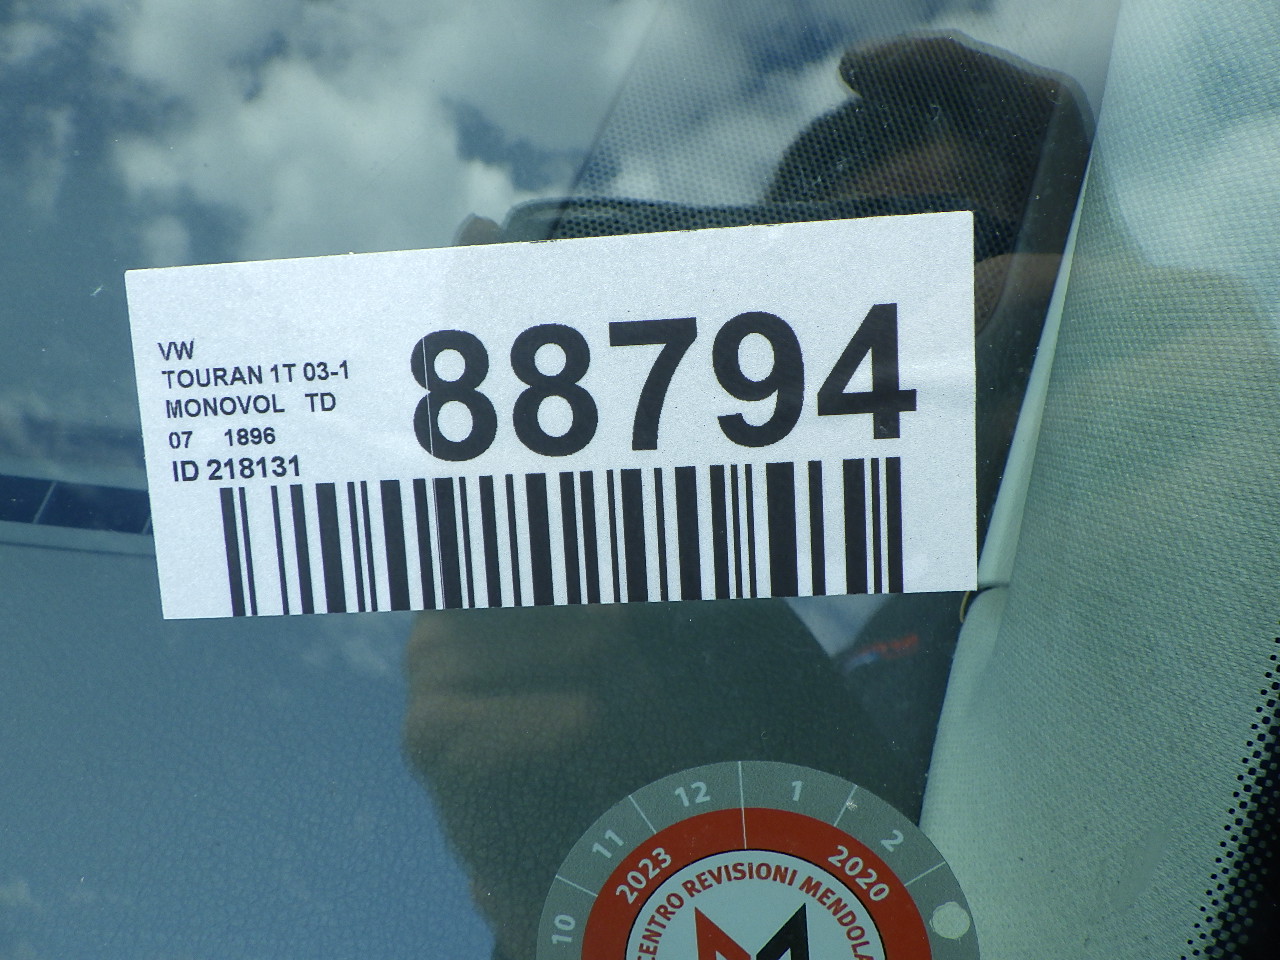 VW
TOURAN 1T 03-1
MONOVOL TD
07 1896
ID 218131
88794
10 11 12 1 2
2023 2020
CENTRO REVISIONI MENDOLA